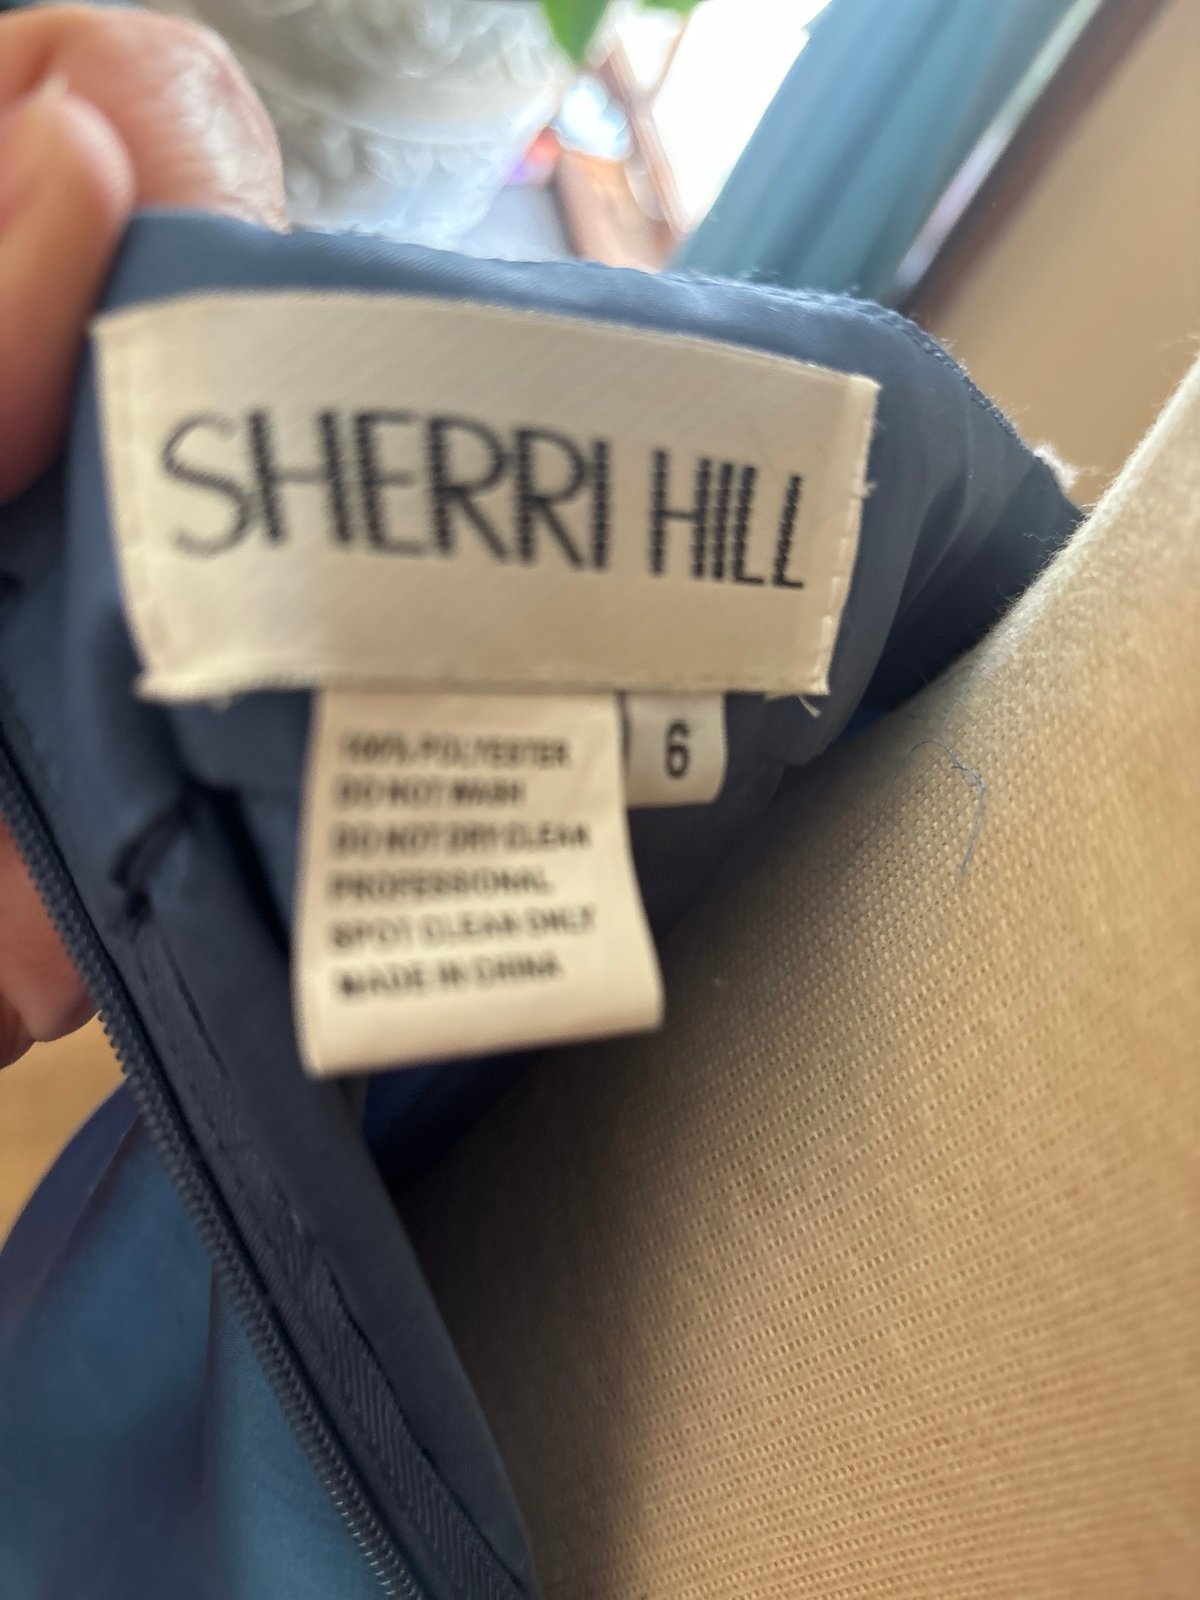 SHERRI HILL
6
100% POLYESTER
DO NOT WASH
DO NOT DRY CLEAN
PROFESSIONAL
SPOT CLEAN ONLY
MADE IN CHINA